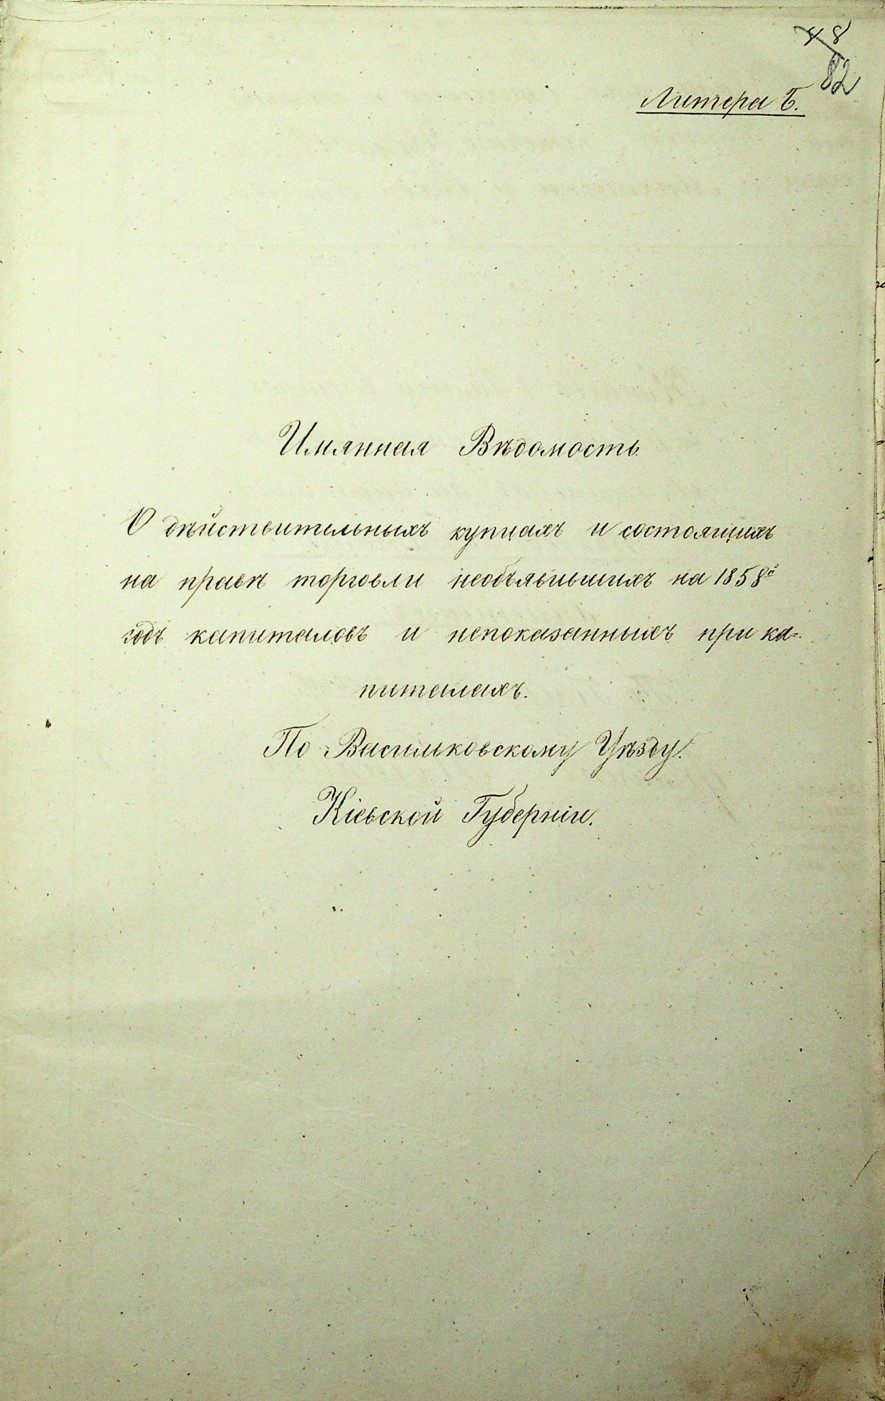 48
82
Литера Б.
Имянная Вѣдомость
О дѣйствительныхъ купцахъ и состоящихъ
на правѣ торговли необъявившихъ на 1858й
годъ капиталовъ и непоказанныхъ при ка-
питалахъ.
По Васильковскому Уѣзду.
Кіевской Губерніи.